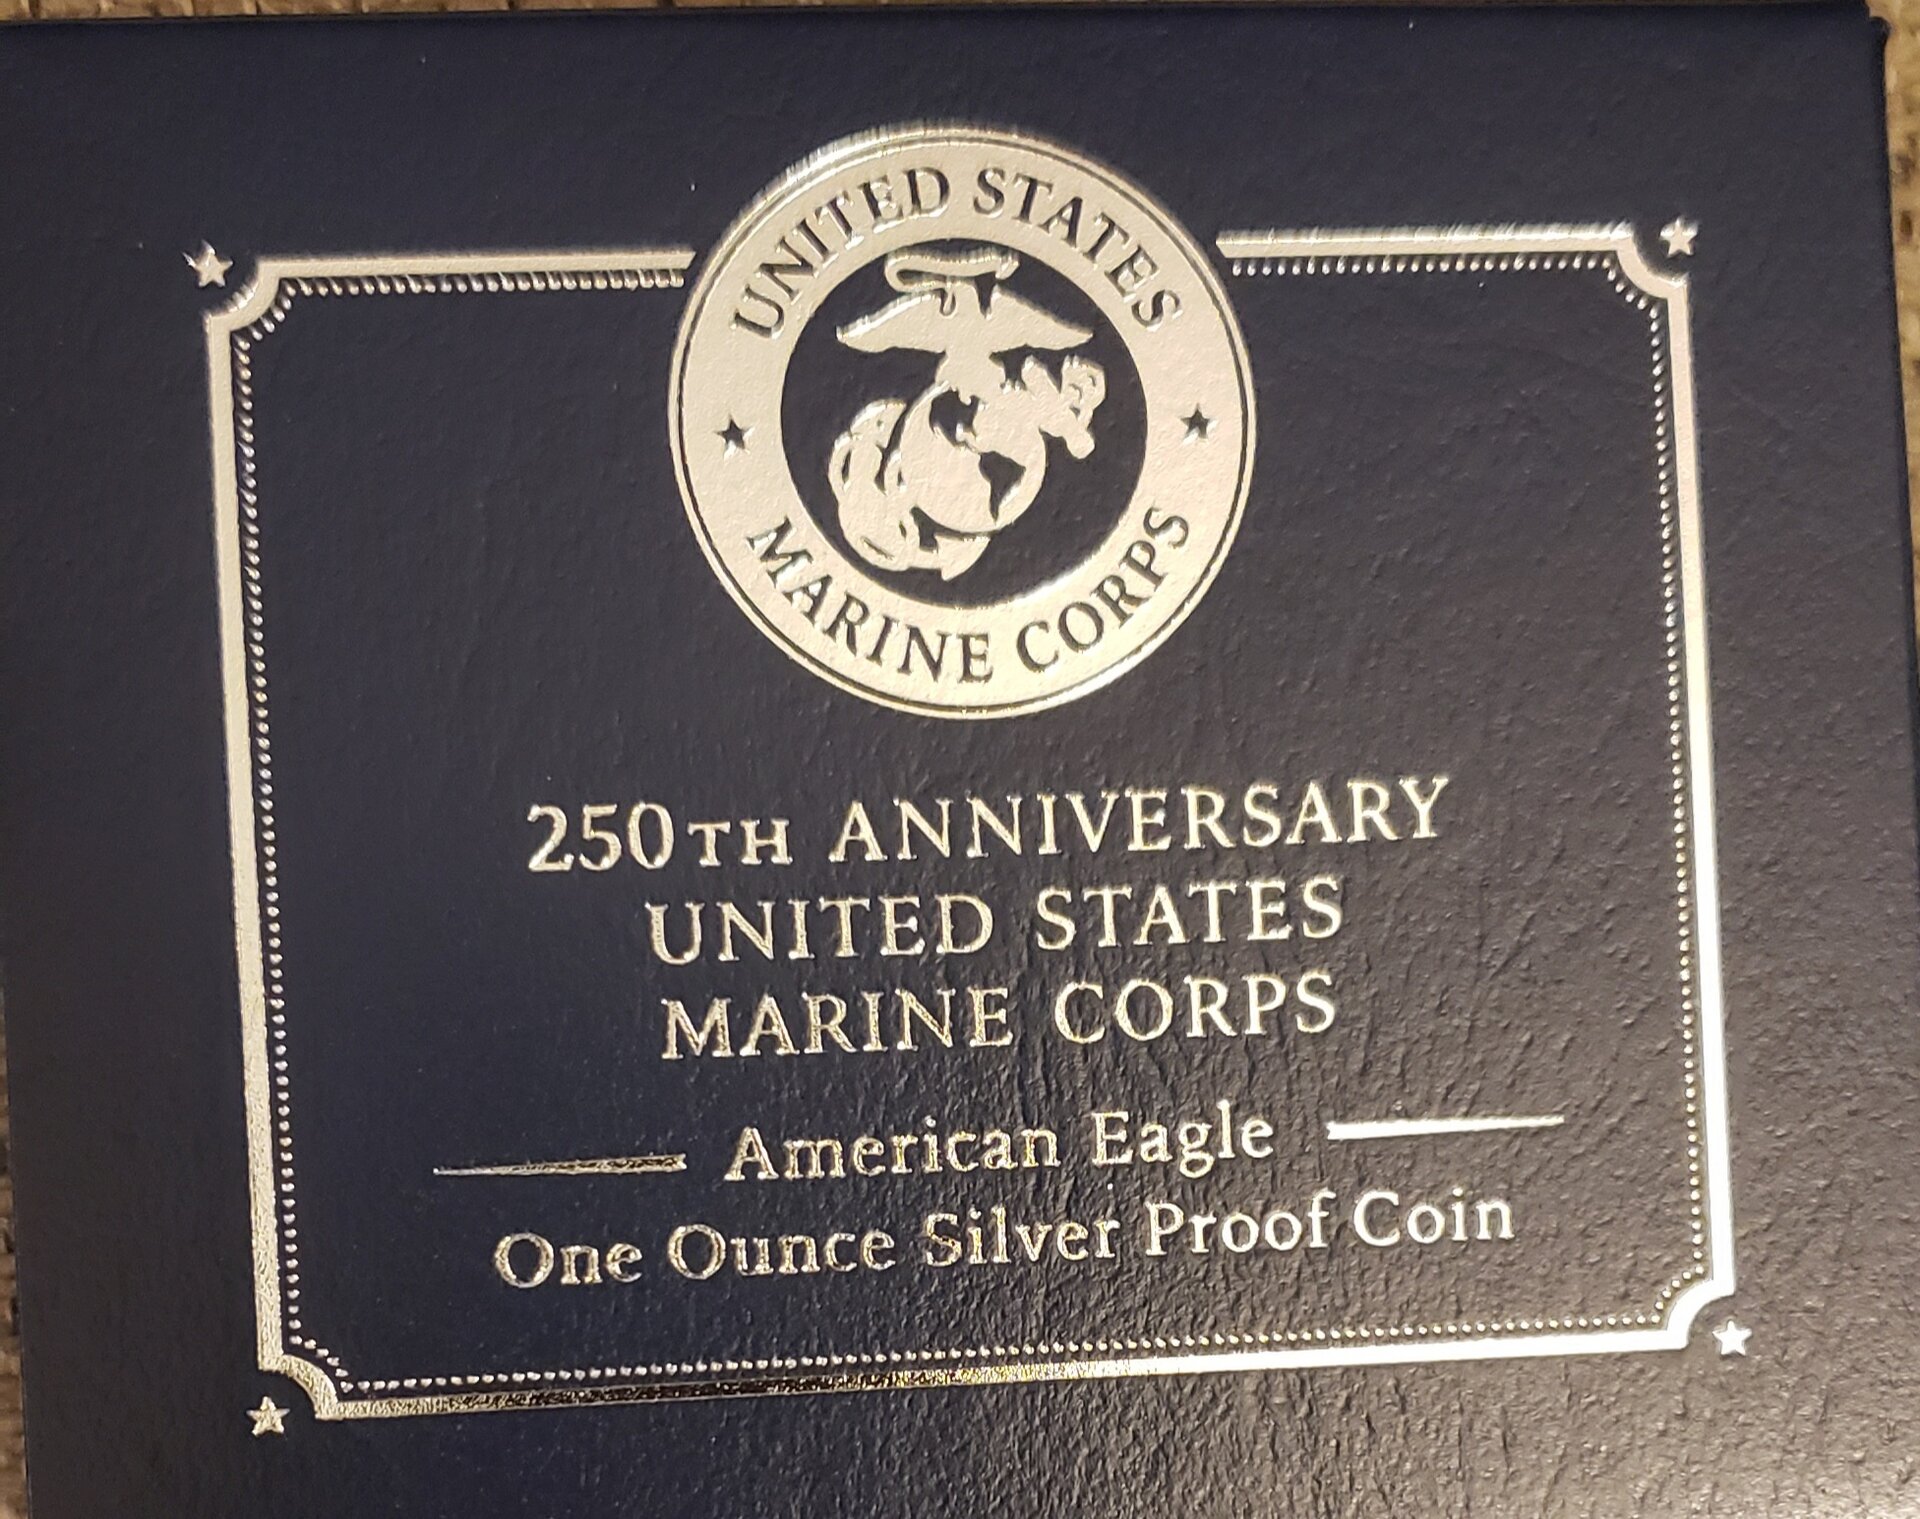 UNITED STATES
MARINE CORPS
250TH ANNIVERSARY
UNITED STATES
MARINE CORPS
American Eagle
One Ounce Silver Proof Coin